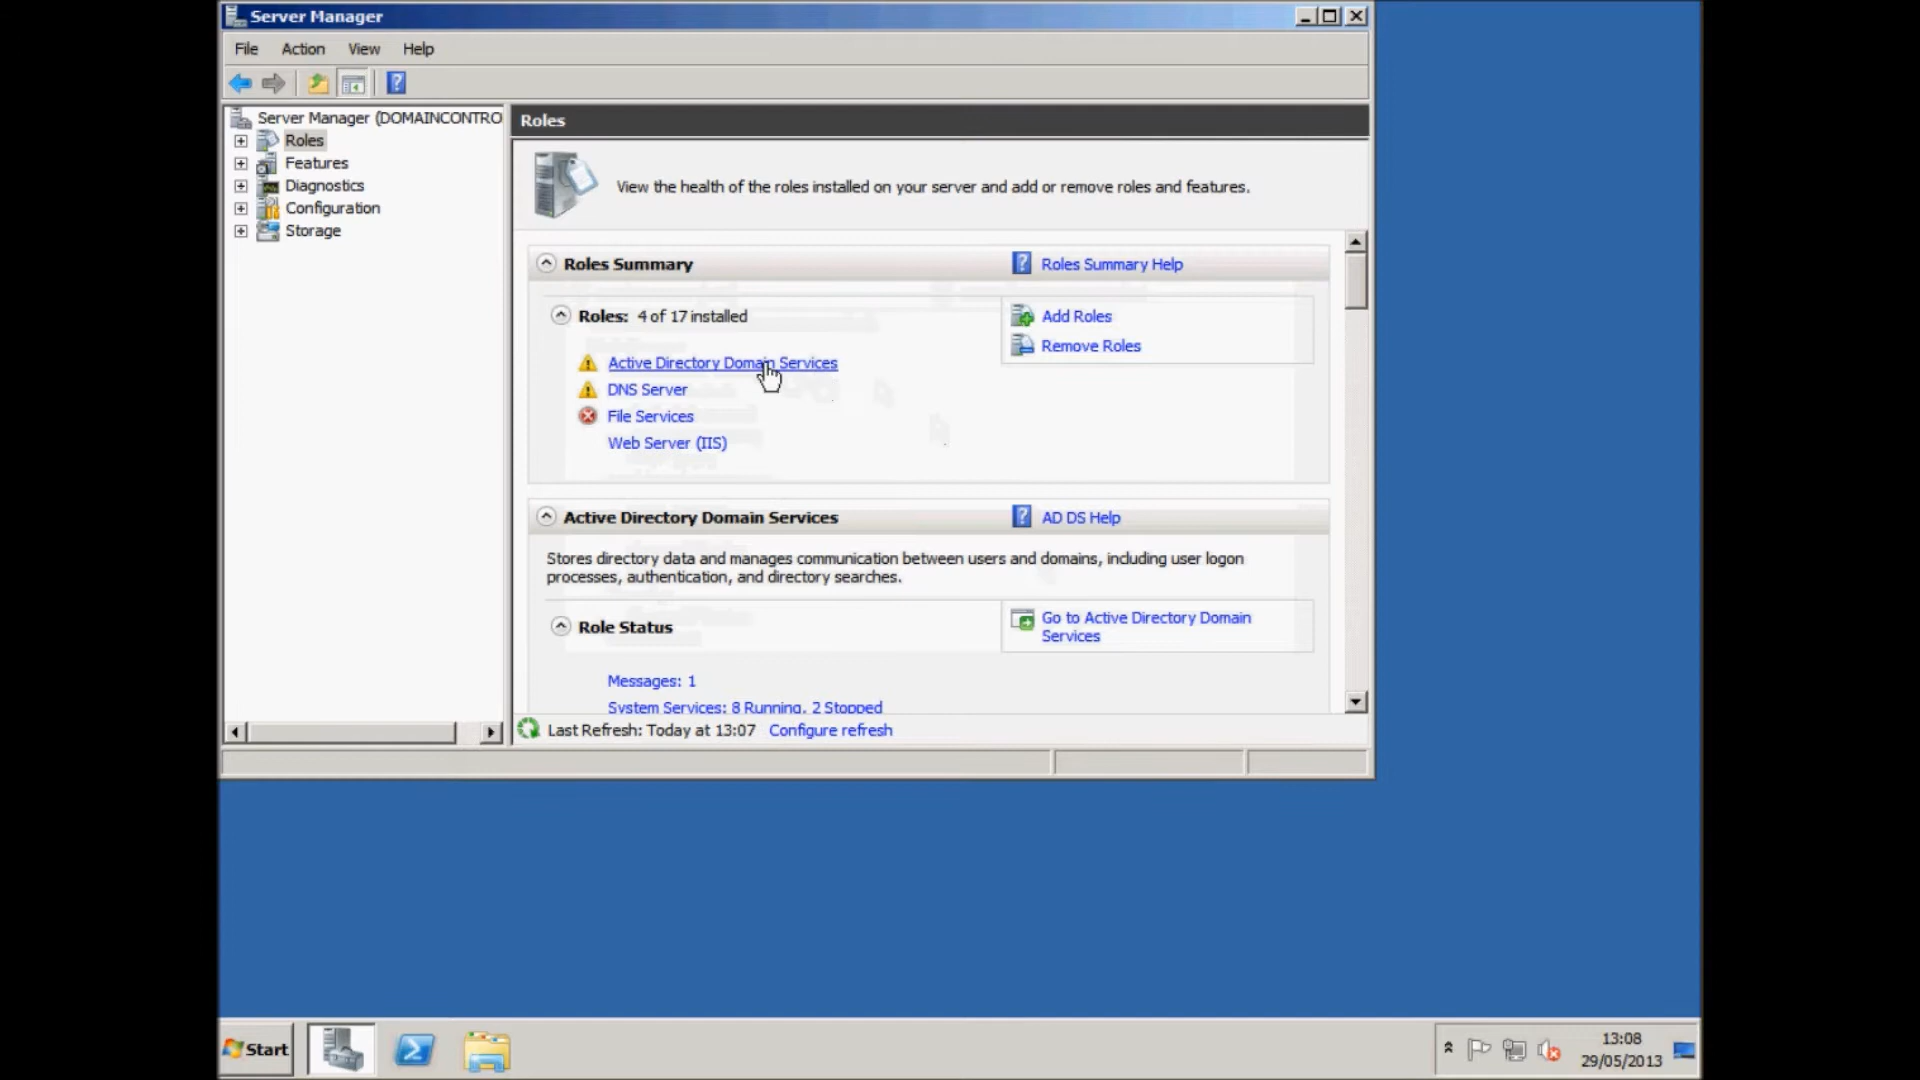 Server Manager
File Action View Help
Server Manager (DOMAINCONTRO
Roles
Features
Diagnostics
Configuration
Storage
Roles
View the health of the roles installed on your server and add or remove roles and features.
Roles Summary
Roles Summary Help
Roles: 4 of 17 installed
Add Roles
Remove Roles
Active Directory Domain Services
DNS Server
File Services
Web Server (IIS)
Active Directory Domain Services
AD DS Help
Stores directory data and manages communication between users and domains, including user logon
processes, authentication, and directory searches.
Role Status
Go to Active Directory Domain
Services
Messages: 1
System Services: 8 Running, 2 Stopped
Last Refresh: Today at 13:07 Configure refresh
Start
13:08
29/05/2013